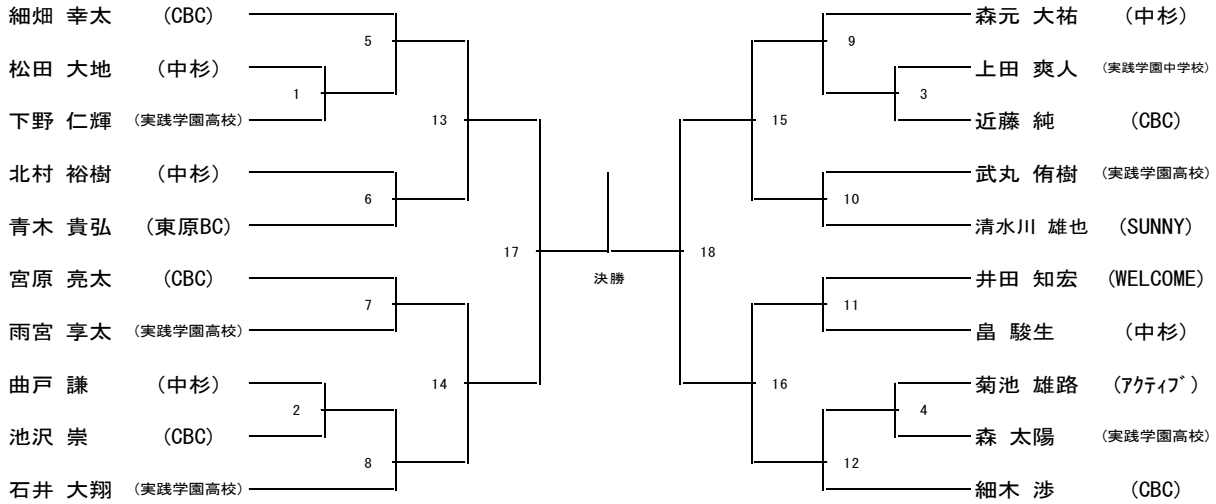 細畑 幸太 (CBC)
松田 大地 (中杉)
下野 仁輝 (実践学園高校)
北村 裕樹 (中杉)
青木 貴弘 (東原BC)
宮原 亮太 (CBC)
雨宮 享太 (実践学園高校)
曲戸 謙 (中杉)
池沢 崇 (CBC)
石井 大翔 (実践学園高校)
1
2
5
6
7
8
13
14
17
決勝
18
15
16
9
10
11
12
3
4
森元 大祐 (中杉)
上田 爽人 (実践学園中学校)
近藤 純 (CBC)
武丸 侑樹 (実践学園高校)
清水川 雄也 (SUNNY)
井田 知宏 (WELCOME)
畠 駿生 (中杉)
菊池 雄路 (アクティブ)
森 太陽 (実践学園高校)
細木 渉 (CBC)